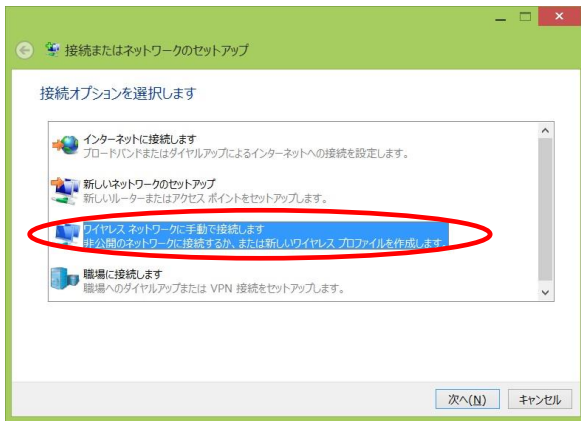 接続またはネットワークのセットアップ
接続オプションを選択します
インターネットに接続します
ブロードバンドまたはダイヤルアップによるインターネットへの接続を設定します。
新しいネットワークのセットアップ
新しいルーターまたはアクセス ポイントをセットアップします。
ワイヤレス ネットワークに手動で接続します
非公開のネットワークに接続するか、または新しいワイヤレス プロファイルを作成します。
職場に接続します
職場へのダイヤルアップまたは VPN 接続をセットアップします。
次へ(N) キャンセル